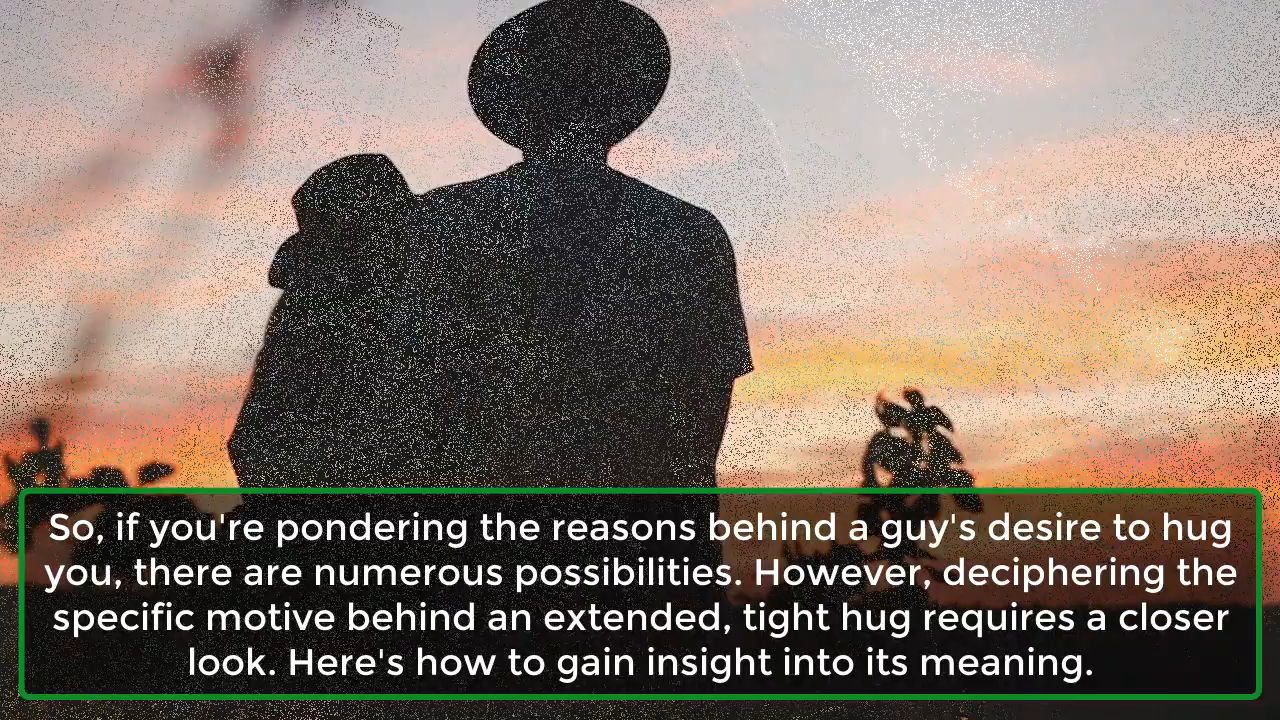 So, if you're pondering the reasons behind a guy's desire to hug
you, there are numerous possibilities. However, deciphering the
specific motive behind an extended, tight hug requires a closer
look. Here's how to gain insight into its meaning.